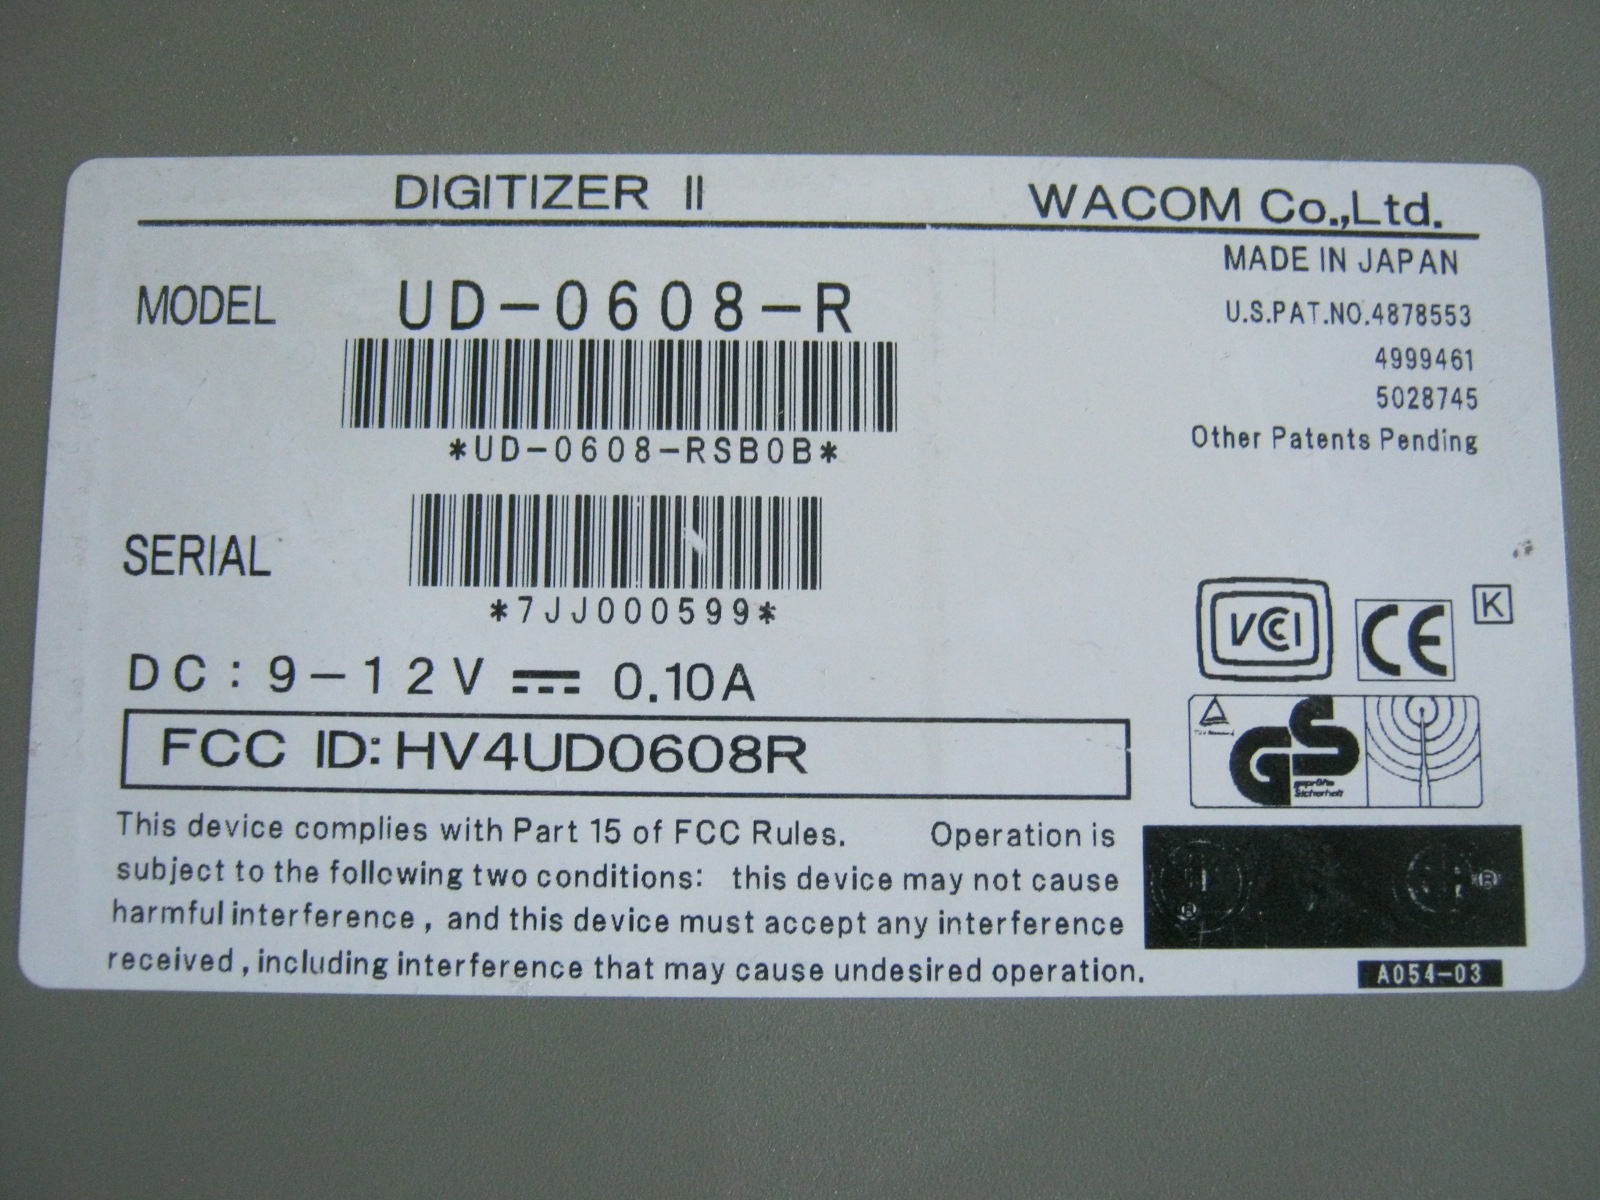 DIGITIZER II
WACOM Co.,Ltd.
MADE IN JAPAN
MODEL UD-0608-R
U.S.PAT.NO.4878553
4999461
5028745
Other Patents Pending
*UD-0608-RSB0B*
SERIAL
*7JJ000599*
DC: 9-12V ⎓ 0.10A
VCCI
CE
K
GS
geprüfte
Sicherheit
FCC ID: HV4UD0608R
This device complies with Part 15 of FCC Rules. Operation is
subject to the following two conditions: this device may not cause
harmful interference, and this device must accept any interference
received, including interference that may cause undesired operation.
®
®
A054-03